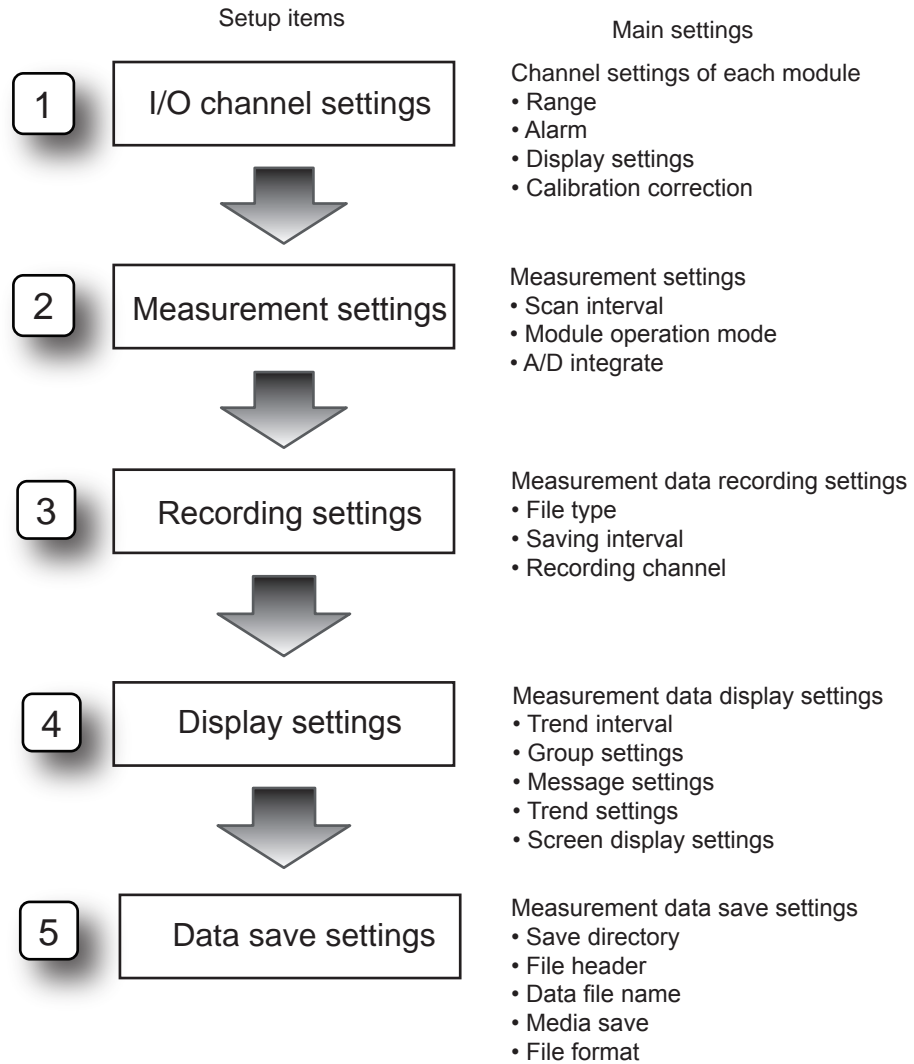 Setup items
Main settings
1
I/O channel settings
Channel settings of each module
• Range
• Alarm
• Display settings
• Calibration correction
2
Measurement settings
Measurement settings
• Scan interval
• Module operation mode
• A/D integrate
3
Recording settings
Measurement data recording settings
• File type
• Saving interval
• Recording channel
4
Display settings
Measurement data display settings
• Trend interval
• Group settings
• Message settings
• Trend settings
• Screen display settings
5
Data save settings
Measurement data save settings
• Save directory
• File header
• Data file name
• Media save
• File format